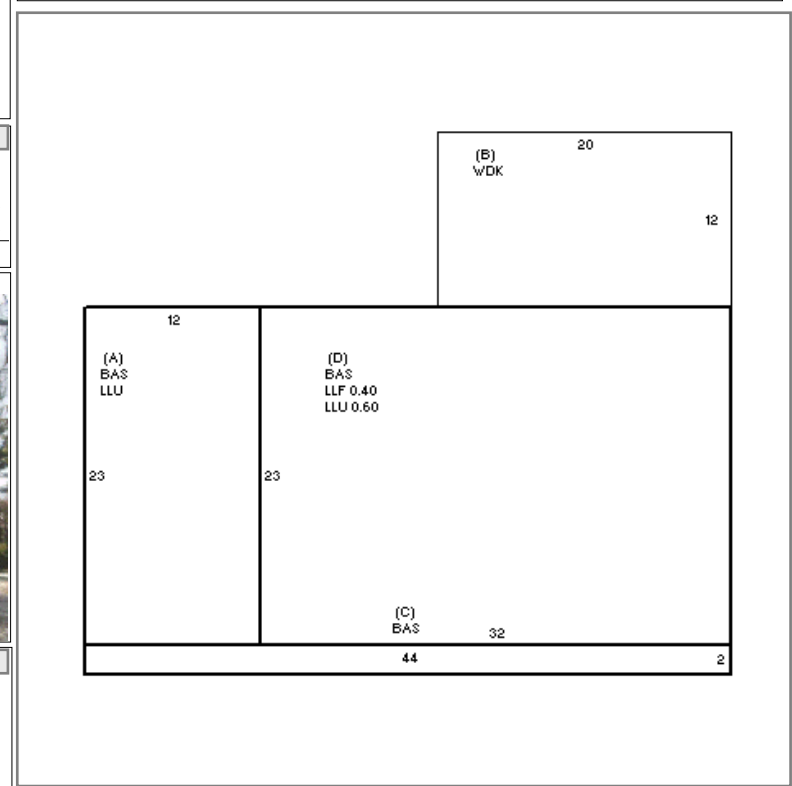 20
(B)
WDK
12
12
(A)
BAS
LLU
(D)
BAS
LLF 0.40
LLU 0.60
23
23
(C)
BAS
32
44
2